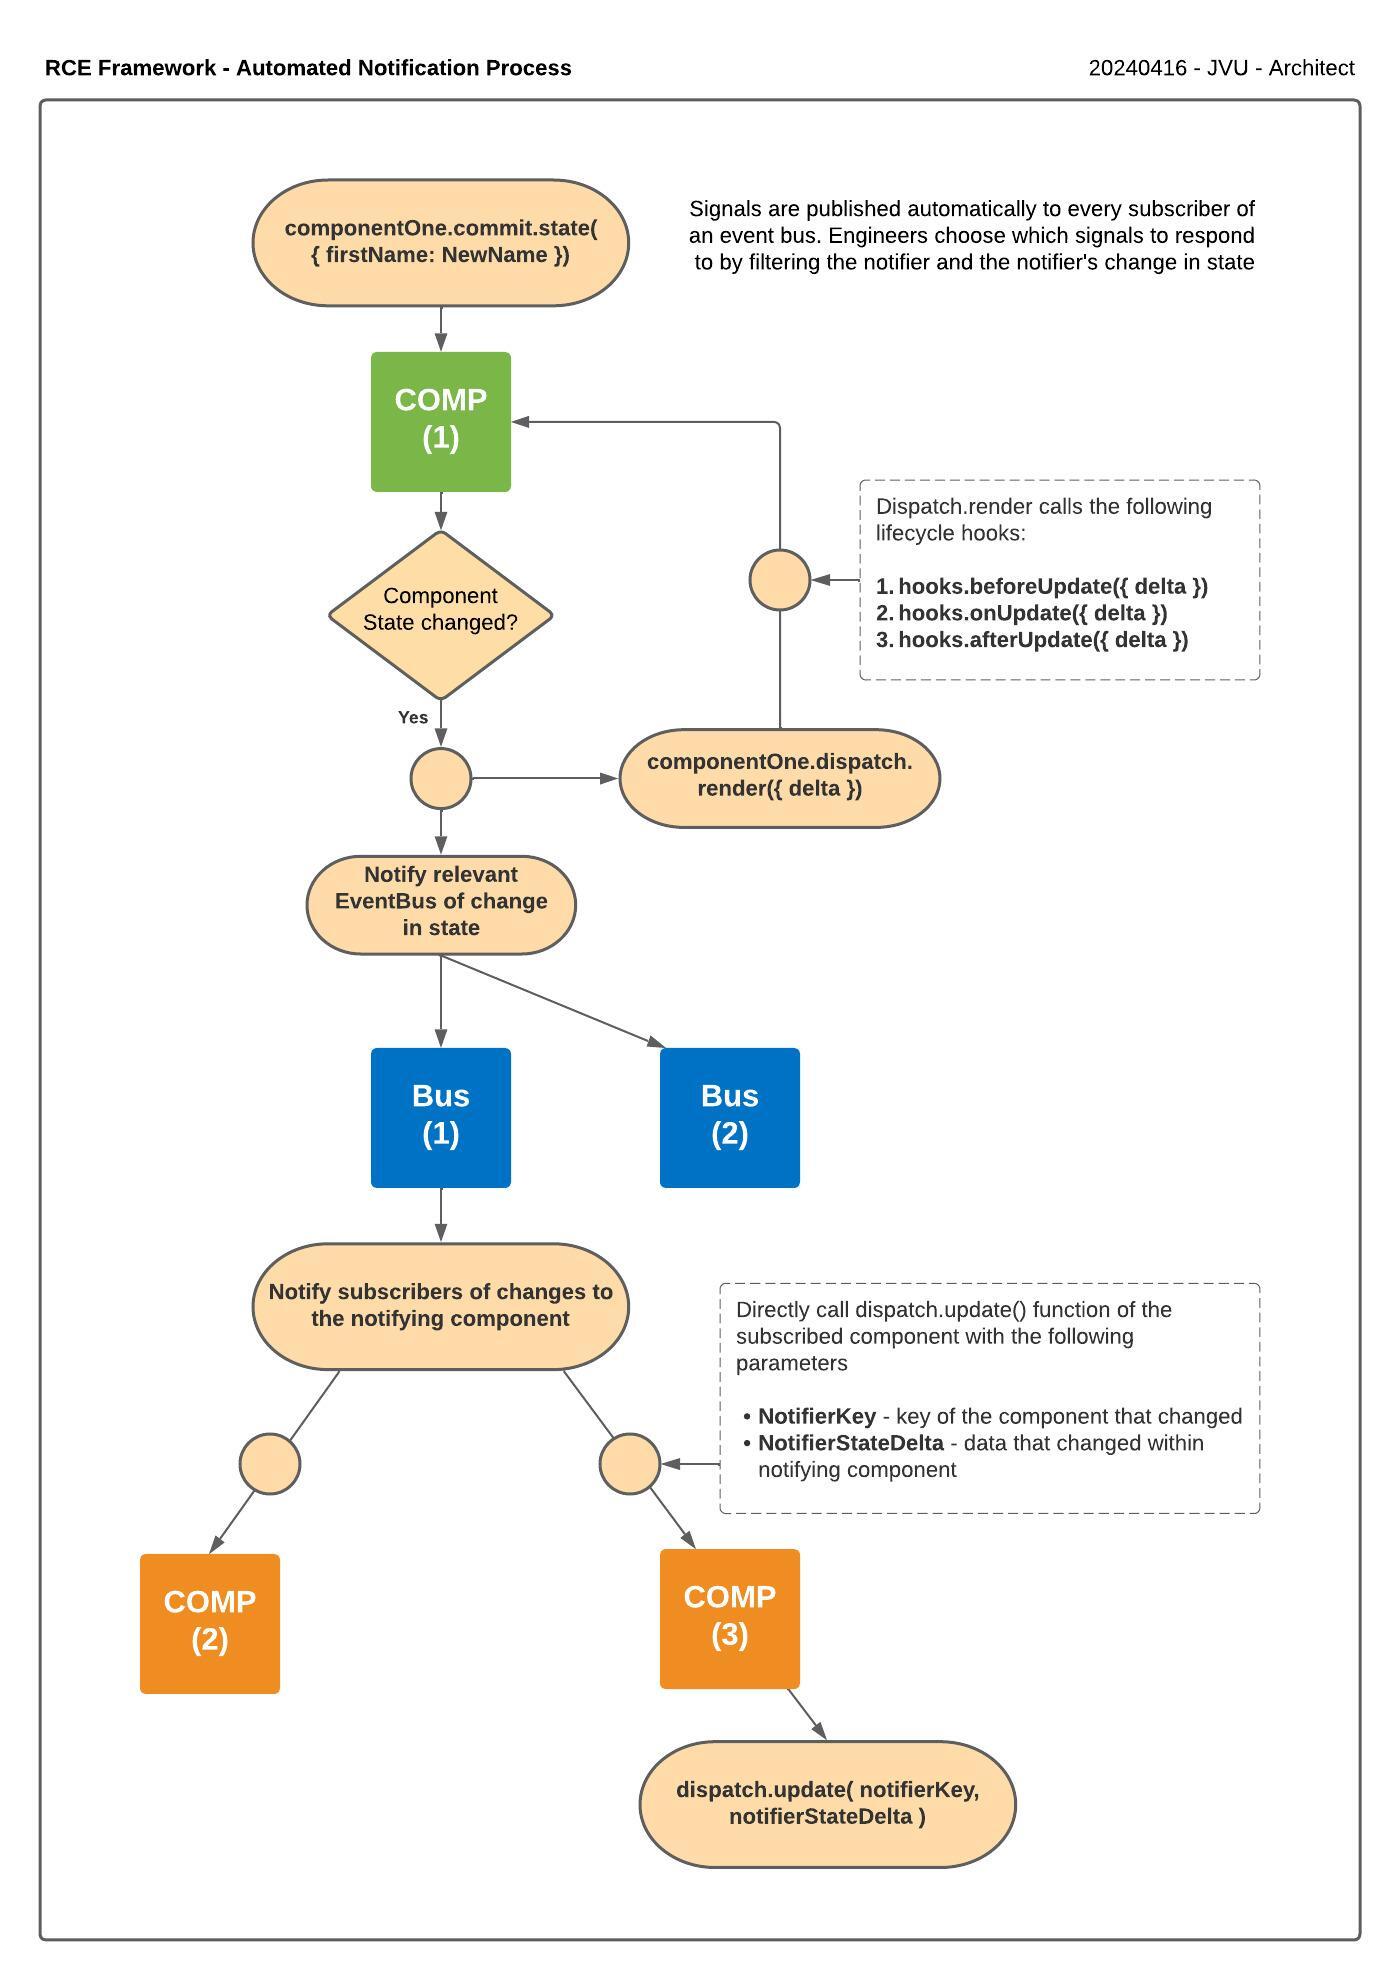 RCE Framework - Automated Notification Process
20240416 - JVU - Architect
componentOne.commit.state(
{ firstName: NewName })
Signals are published automatically to every subscriber of
an event bus. Engineers choose which signals to respond
to by filtering the notifier and the notifier's change in state
COMP
(1)
Dispatch.render calls the following
lifecycle hooks:
1. hooks.beforeUpdate({ delta })
2. hooks.onUpdate({ delta })
3. hooks.afterUpdate({ delta })
Component
State changed?
Yes
componentOne.dispatch.
render({ delta })
Notify relevant
EventBus of change
in state
Bus
(1)
Bus
(2)
Notify subscribers of changes to
the notifying component
Directly call dispatch.update() function of the
subscribed component with the following
parameters
• NotifierKey - key of the component that changed
• NotifierStateDelta - data that changed within
notifying component
COMP
(2)
COMP
(3)
dispatch.update( notifierKey,
notifierStateDelta )